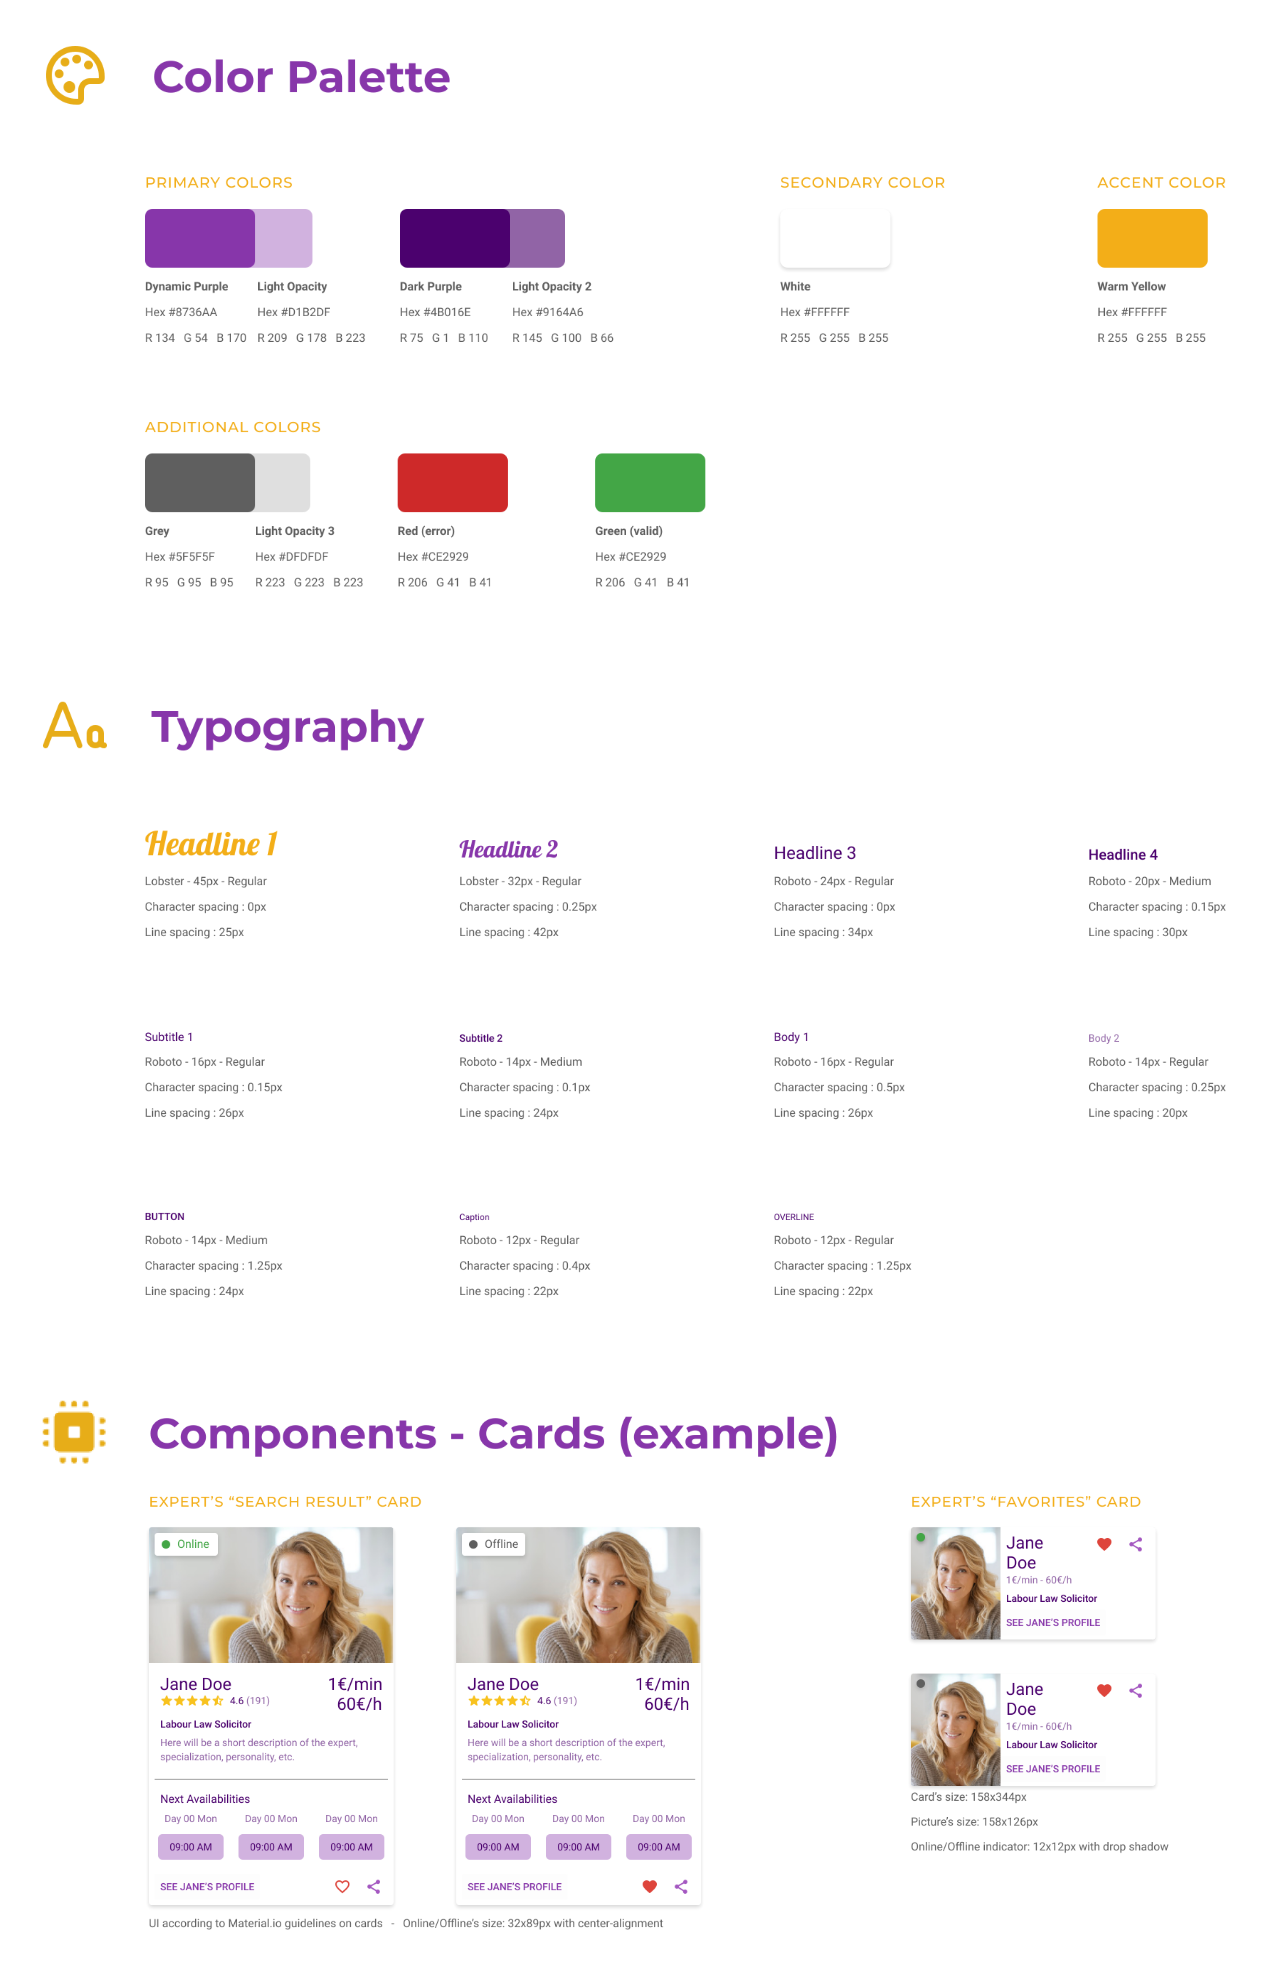 Color Palette
PRIMARY COLORS
SECONDARY COLOR
ACCENT COLOR
Dynamic Purple Light Opacity Dark Purple Light Opacity 2 White Warm Yellow
Hex #8736AA Hex #D1B2DF Hex #4B016E Hex #9164A6 Hex #FFFFFF Hex #FFFFFF
R 134 G 54 B 170 R 209 G 178 B 223 R 75 G 1 B 110 R 145 G 100 B 66 R 255 G 255 B 255 R 255 G 255 B 255
ADDITIONAL COLORS
Grey Light Opacity 3 Red (error) Green (valid)
Hex #5F5F5F Hex #DFDFDF Hex #CE2929 Hex #CE2929
R 95 G 95 B 95 R 223 G 223 B 223 R 206 G 41 B 41 R 206 G 41 B 41
Aa
Typography
Headline 1 Headline 2 Headline 3 Headline 4
Lobster - 45px - Regular Lobster - 32px - Regular Roboto - 24px - Regular Roboto - 20px - Medium
Character spacing : 0px Character spacing : 0.25px Character spacing : 0px Character spacing : 0.15px
Line spacing : 25px Line spacing : 42px Line spacing : 34px Line spacing : 30px
Subtitle 1 Subtitle 2 Body 1 Body 2
Roboto - 16px - Regular Roboto - 14px - Medium Roboto - 16px - Regular Roboto - 14px - Regular
Character spacing : 0.15px Character spacing : 0.1px Character spacing : 0.5px Character spacing : 0.25px
Line spacing : 26px Line spacing : 24px Line spacing : 26px Line spacing : 20px
BUTTON Caption OVERLINE
Roboto - 14px - Medium Roboto - 12px - Regular Roboto - 12px - Regular
Character spacing : 1.25px Character spacing : 0.4px Character spacing : 1.25px
Line spacing : 24px Line spacing : 22px Line spacing : 22px
Components - Cards (example)
EXPERT'S “SEARCH RESULT” CARD
Online
Jane Doe 1€/min
4.6 (191) 60€/h
Labour Law Solicitor
Here will be a short description of the expert,
specialization, personality, etc.
Next Availabilities
Day 00 Mon Day 00 Mon Day 00 Mon
09:00 AM 09:00 AM 09:00 AM
SEE JANE'S PROFILE
Offline
Jane Doe 1€/min
4.6 (191) 60€/h
Labour Law Solicitor
Here will be a short description of the expert,
specialization, personality, etc.
Next Availabilities
Day 00 Mon Day 00 Mon Day 00 Mon
09:00 AM 09:00 AM 09:00 AM
SEE JANE'S PROFILE
UI according to Material.io guidelines on cards - Online/Offline's size: 32x89px with center-alignment
EXPERT'S “FAVORITES” CARD
Jane
Doe
1€/min - 60€/h
Labour Law Solicitor
SEE JANE'S PROFILE
Jane
Doe
1€/min - 60€/h
Labour Law Solicitor
SEE JANE'S PROFILE
Card's size: 158x344px
Picture's size: 158x126px
Online/Offline indicator: 12x12px with drop shadow